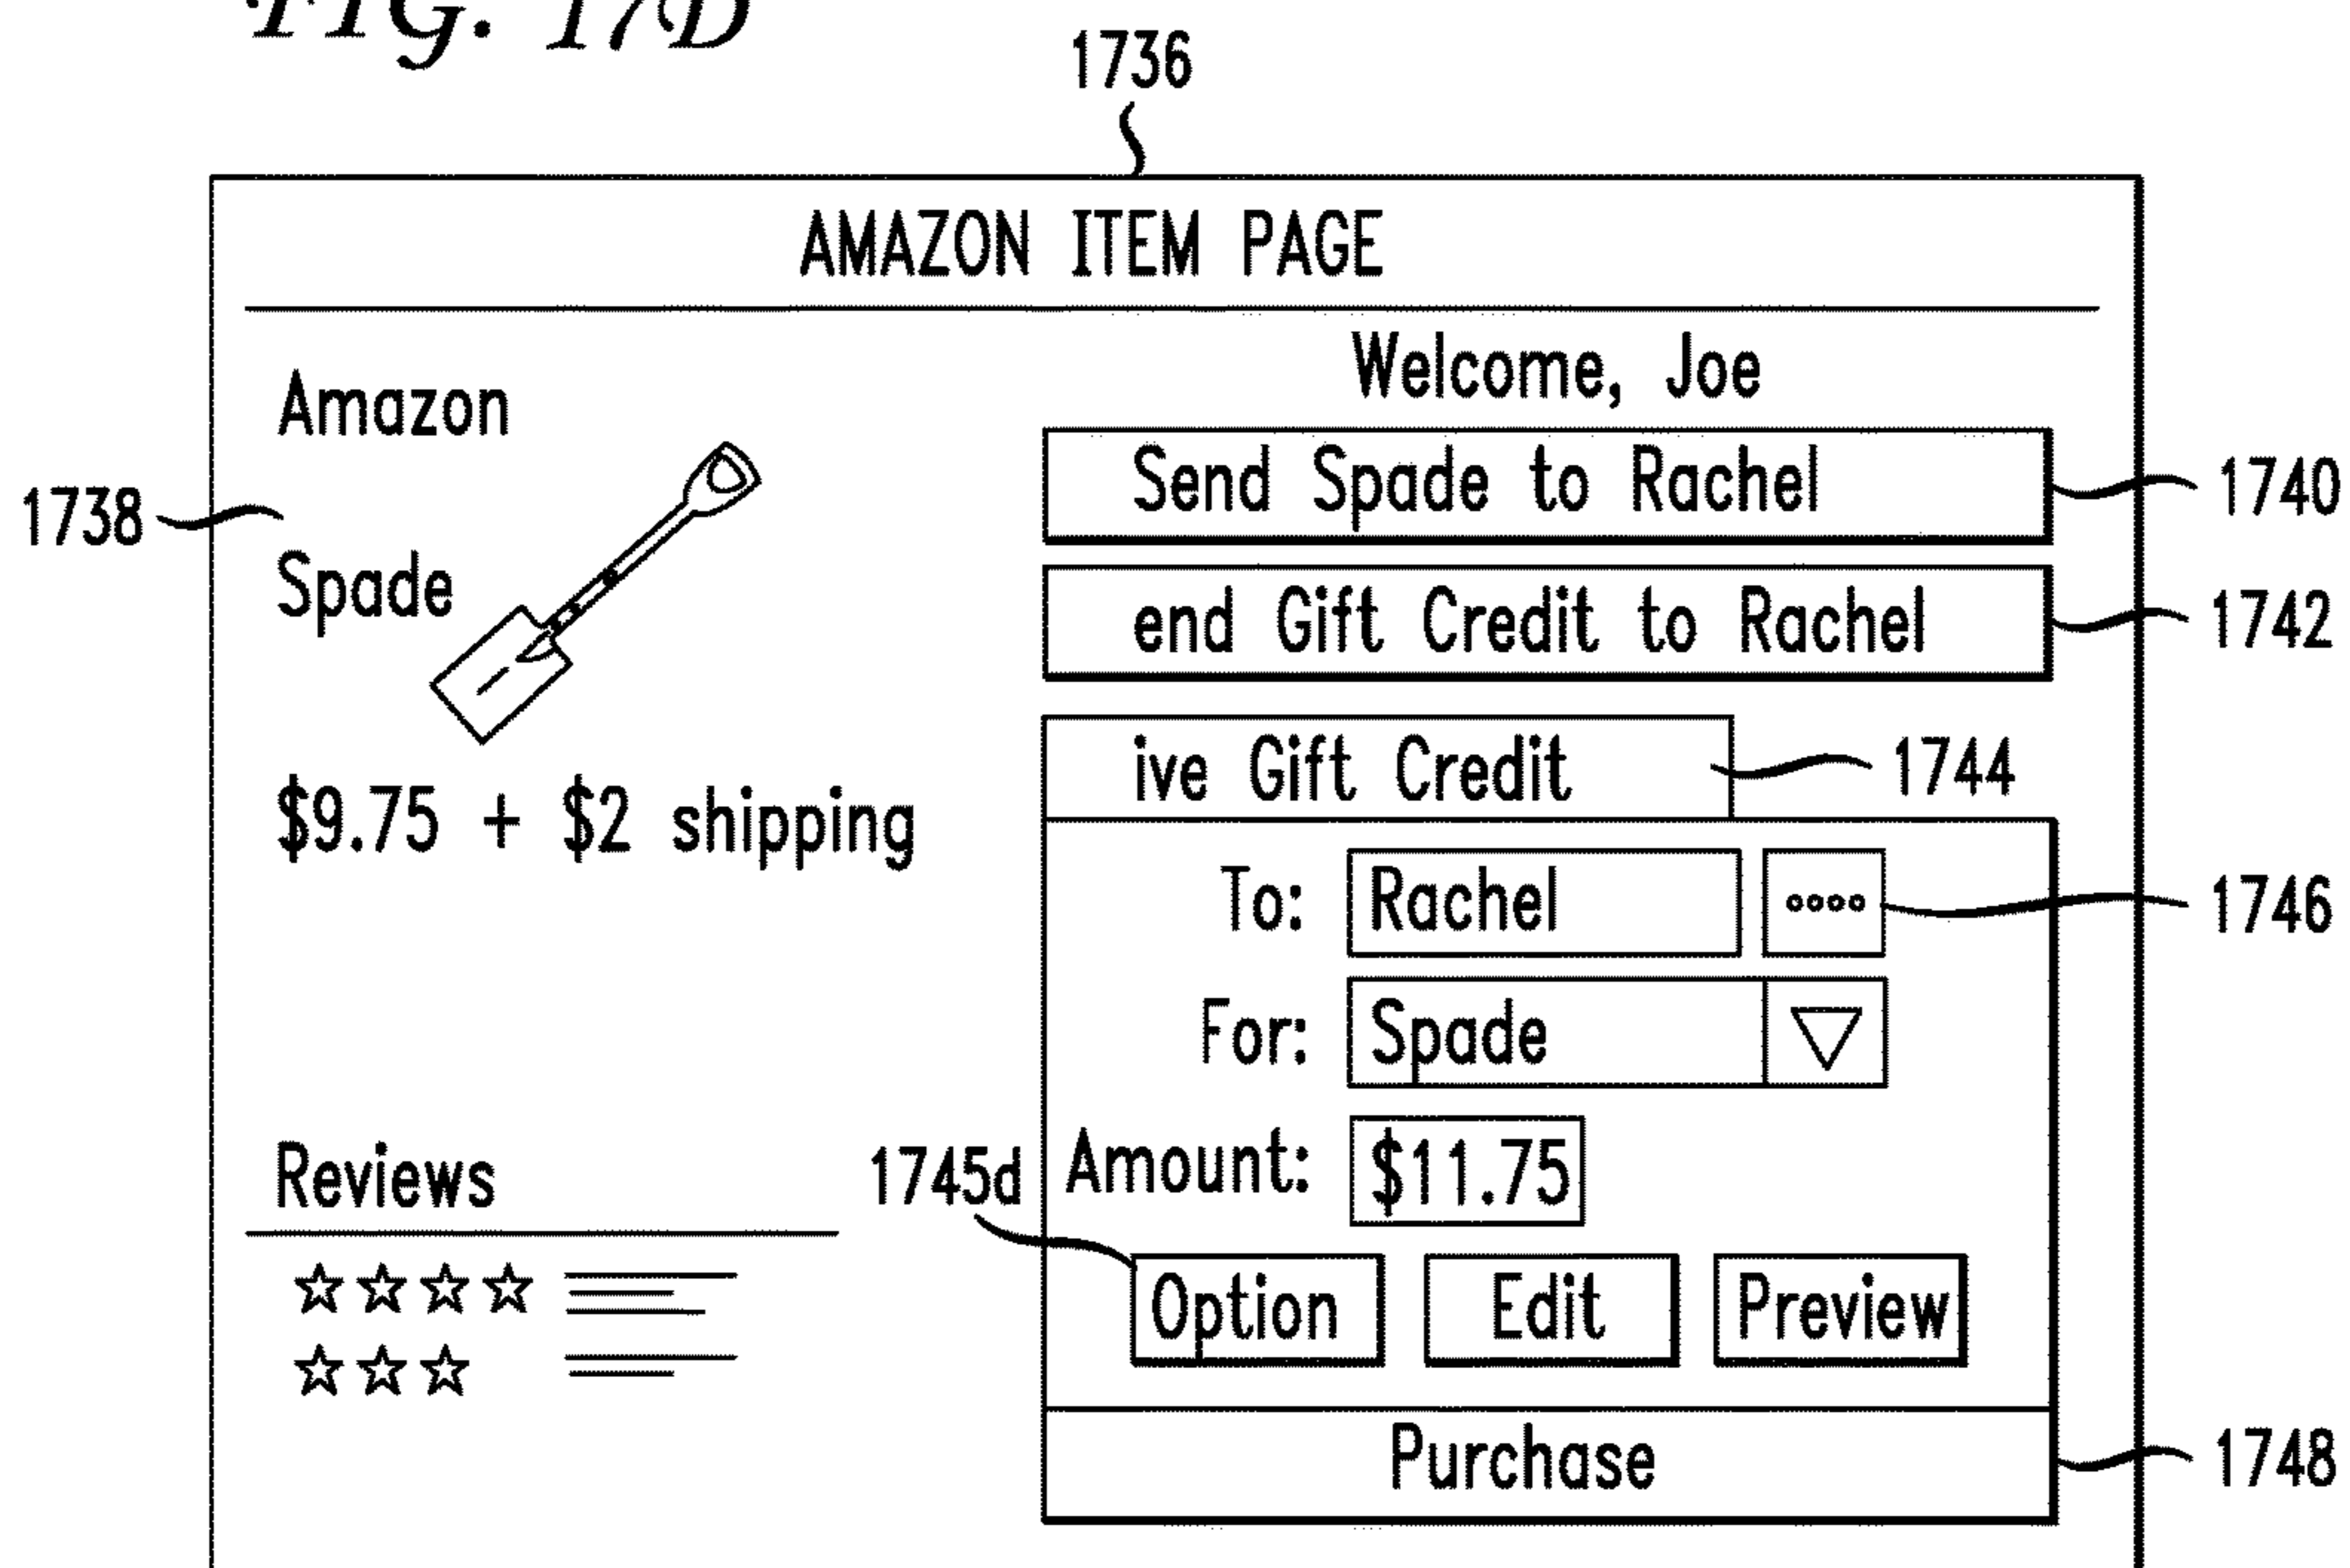 FIG. 17D
1736
AMAZON ITEM PAGE
Welcome, Joe
Amazon
1738
Spade
$9.75 + $2 shipping
Send Spade to Rachel
1740
end Gift Credit to Rachel
1742
ive Gift Credit
1744
To: Rachel
1746
For: Spade
Amount: $11.75
1745d
Option Edit Preview
Purchase
1748
Reviews